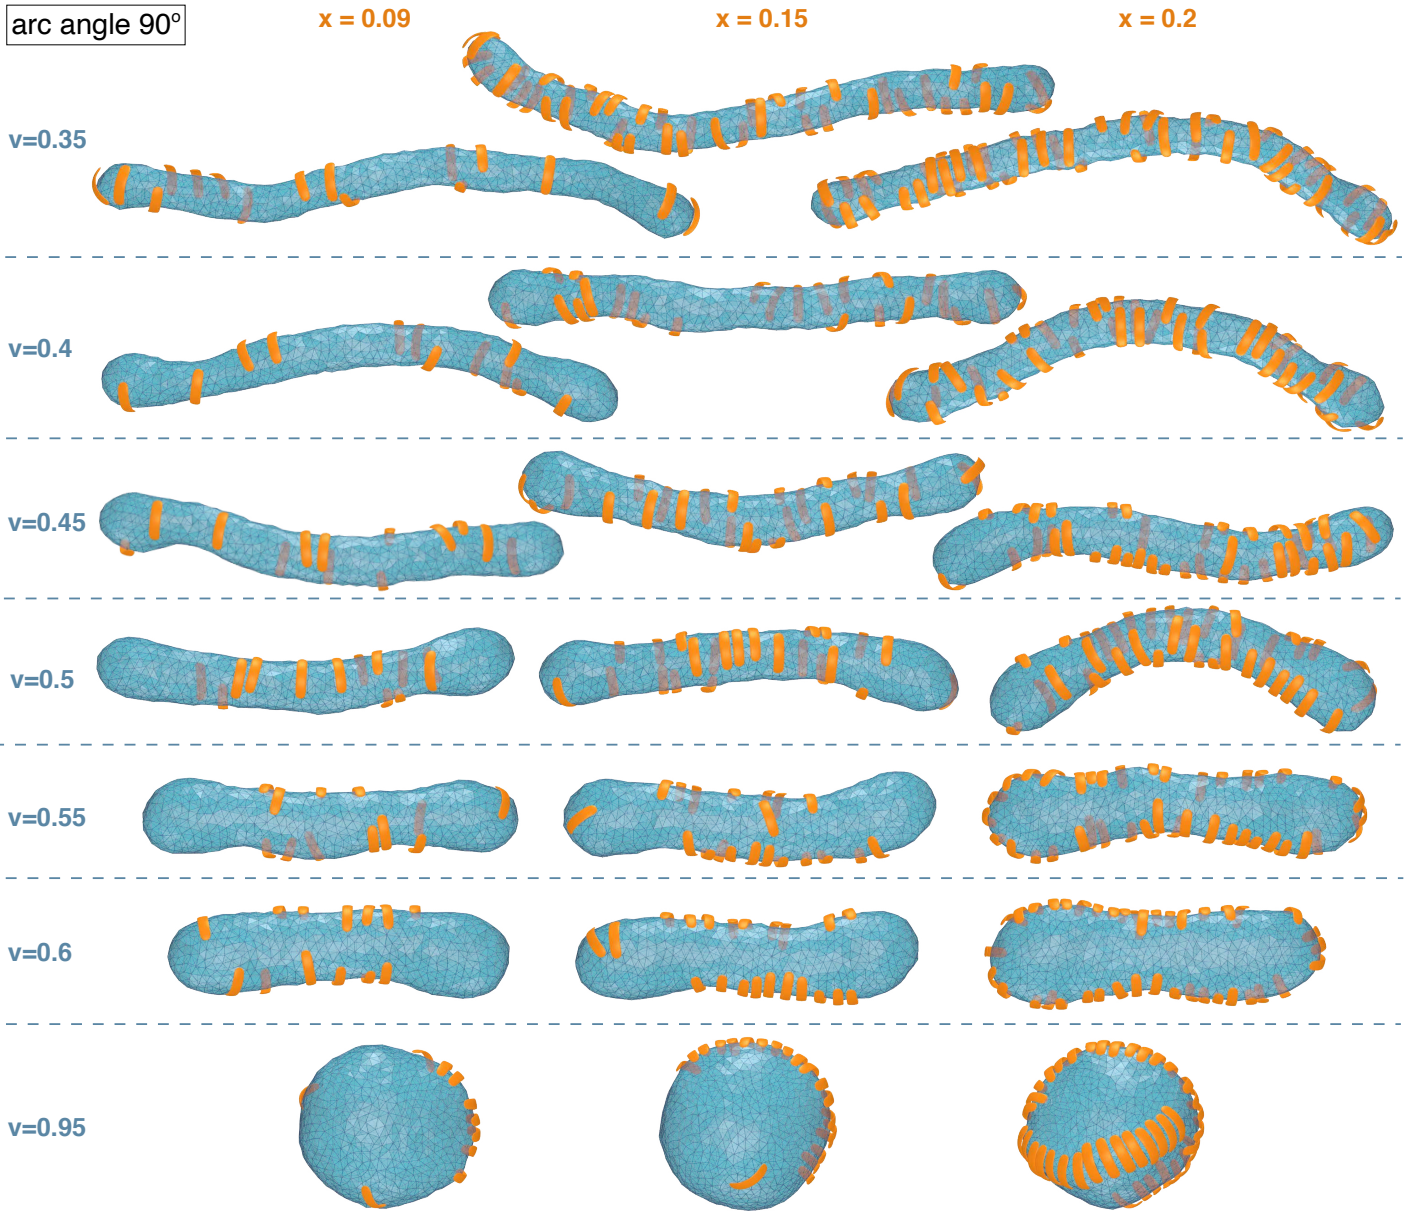 arc angle 90º
x = 0.09 x = 0.15 x = 0.2
v=0.35
v=0.4
v=0.45
v=0.5
v=0.55
v=0.6
v=0.95